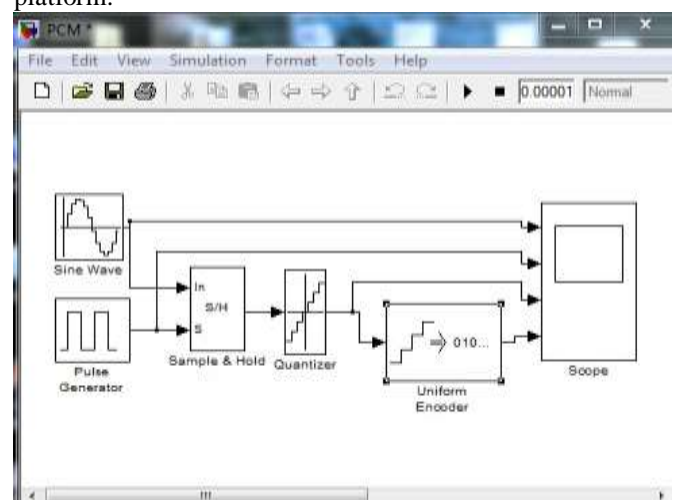 platform.
PCM *
File Edit View Simulation Format Tools Help
0.00001 Normal
Sine Wave
In
S/H
S
Sample & Hold
Quantizer
010...
Pulse
Generator
Uniform
Encoder
Scope